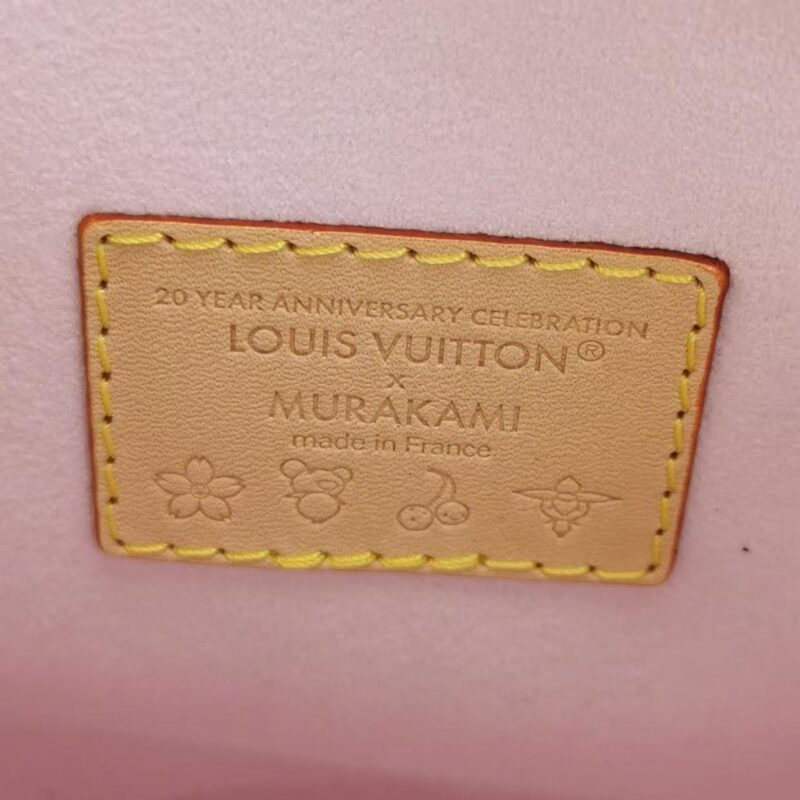 20 YEAR ANNIVERSARY CELEBRATION
LOUIS VUITTON®
x
MURAKAMI
made in France